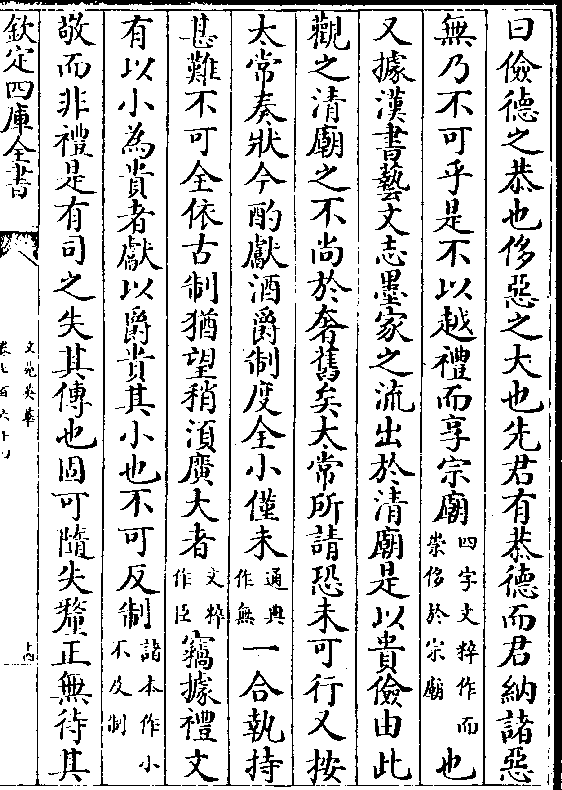 曰儉德之恭也侈惡之大也先君有恭德而君納諸惡
無乃不可乎是不以越禮而享宗廟四字文粹作而崇侈於宗廟也
又據漢書藝文志墨家之流出於清廟是以貴儉由此
觀之清廟之不尚於奢舊矣太常所請恐未可行又按
太常奏狀今酌獻酒爵制度全小僅未通典作無一合執持
甚難不可全依古制猶望稍湏廣大者文粹作臣竊據禮文
有以小為貴者獻以爵貴其小也不可反制諸本作小不及制
敬而非禮是有司之失其傳也固可隨失釐正無待其
欽定四庫全書
文苑英華